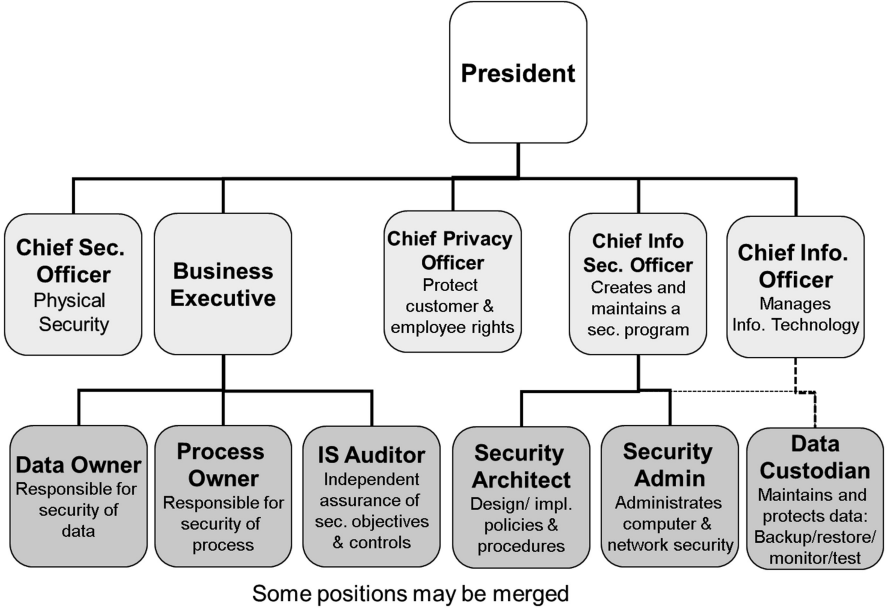 President
Chief Sec.
Officer
Physical
Security
Business
Executive
Chief Privacy
Officer
Protect
customer &
employee rights
Chief Info
Sec. Officer
Creates and
maintains a
sec. program
Chief Info.
Officer
Manages
Info. Technology
Data Owner
Responsible for
security of
data
Process
Owner
Responsible for
security of
process
IS Auditor
Independent
assurance of
sec. objectives
& controls
Security
Architect
Design/ impl.
policies &
procedures
Security
Admin
Administrates
computer &
network security
Data
Custodian
Maintains and
protects data:
Backup/restore/
monitor/test
Some positions may be merged